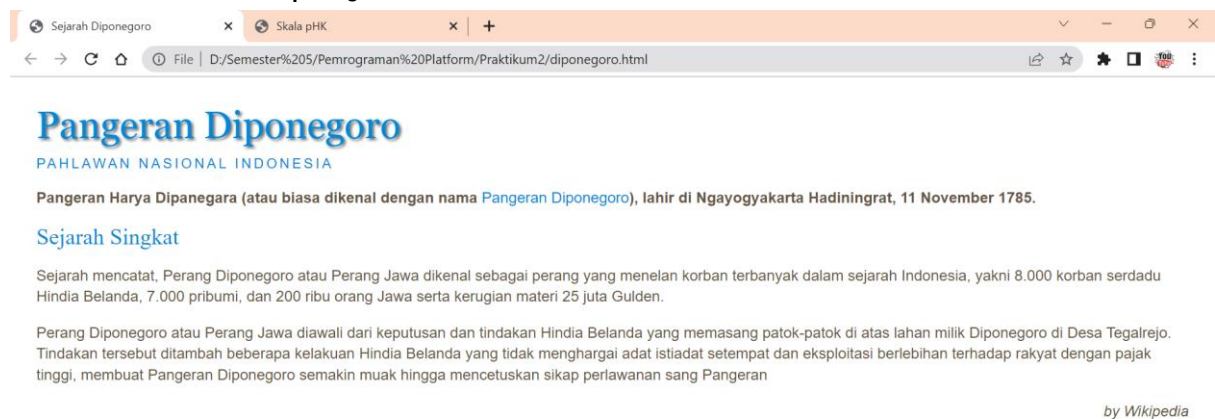 Sejarah Diponegoro
Skala pHK
File | D:/Semester%205/Pemrograman%20Platform/Praktikum2/diponegoro.html
Pangeran Diponegoro
PAHLAWAN NASIONAL INDONESIA
Pangeran Harya Dipanegara (atau biasa dikenal dengan nama Pangeran Diponegoro), lahir di Ngayogyakarta Hadiningrat, 11 November 1785.
Sejarah Singkat
Sejarah mencatat, Perang Diponegoro atau Perang Jawa dikenal sebagai perang yang menelan korban terbanyak dalam sejarah Indonesia, yakni 8.000 korban serdadu
Hindia Belanda, 7.000 pribumi, dan 200 ribu orang Jawa serta kerugian materi 25 juta Gulden.
Perang Diponegoro atau Perang Jawa diawali dari keputusan dan tindakan Hindia Belanda yang memasang patok-patok di atas lahan milik Diponegoro di Desa Tegalrejo.
Tindakan tersebut ditambah beberapa kelakuan Hindia Belanda yang tidak menghargai adat istiadat setempat dan eksploitasi berlebihan terhadap rakyat dengan pajak
tinggi, membuat Pangeran Diponegoro semakin muak hingga mencetuskan sikap perlawanan sang Pangeran
by Wikipedia